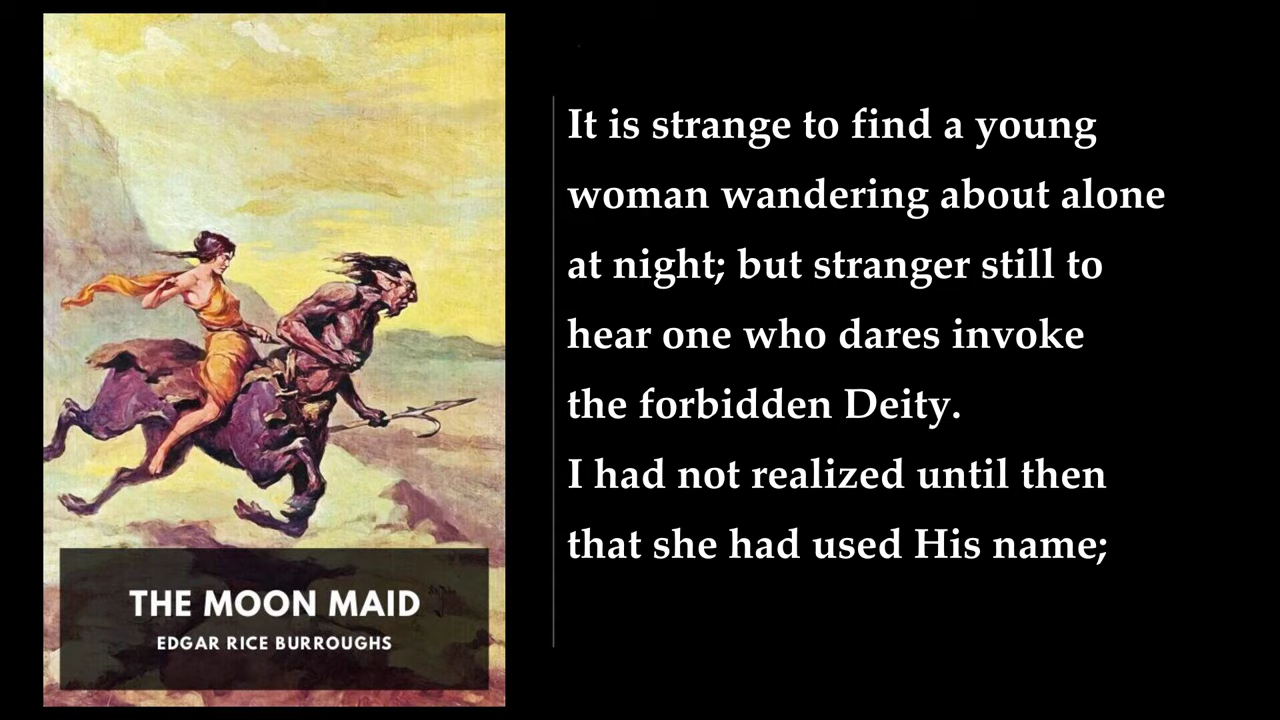 THE MOON MAID
EDGAR RICE BURROUGHS
It is strange to find a young
woman wandering about alone
at night; but stranger still to
hear one who dares invoke
the forbidden Deity.
I had not realized until then
that she had used His name;